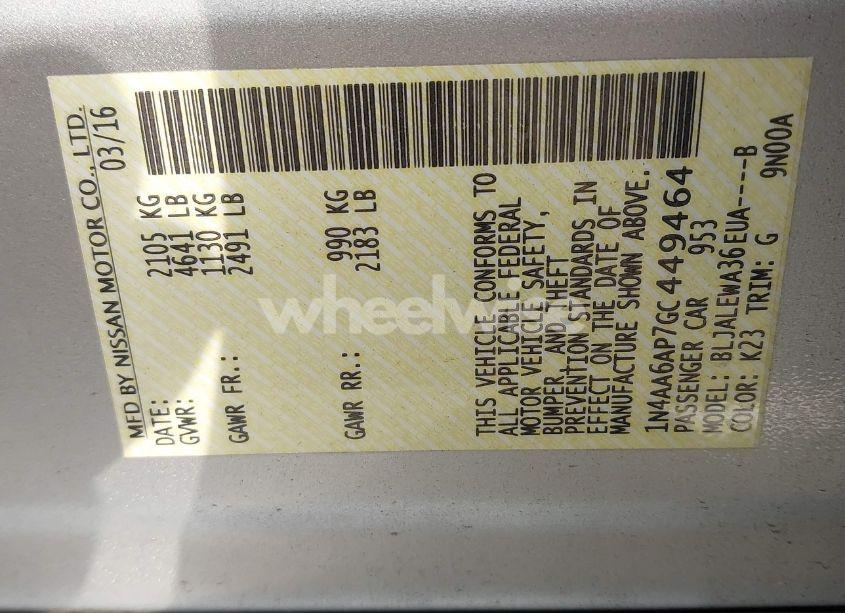 MFD BY NISSAN MOTOR CO., LTD.
DATE: 03/16
GVWR: 2105 KG
4641 LB
GAWR FR.: 1130 KG
2491 LB
GAWR RR.: 990 KG
2183 LB
THIS VEHICLE CONFORMS TO
ALL APPLICABLE FEDERAL
MOTOR VEHICLE SAFETY,
BUMPER, AND THEFT
PREVENTION STANDARDS IN
EFFECT ON THE DATE OF
MANUFACTURE SHOWN ABOVE.
1N4AA6AP7GC449464
PASSENGER CAR 953
MODEL: BLJALEWA36EUA----B
COLOR: K23 TRIM: G 9N00A
wheelwise